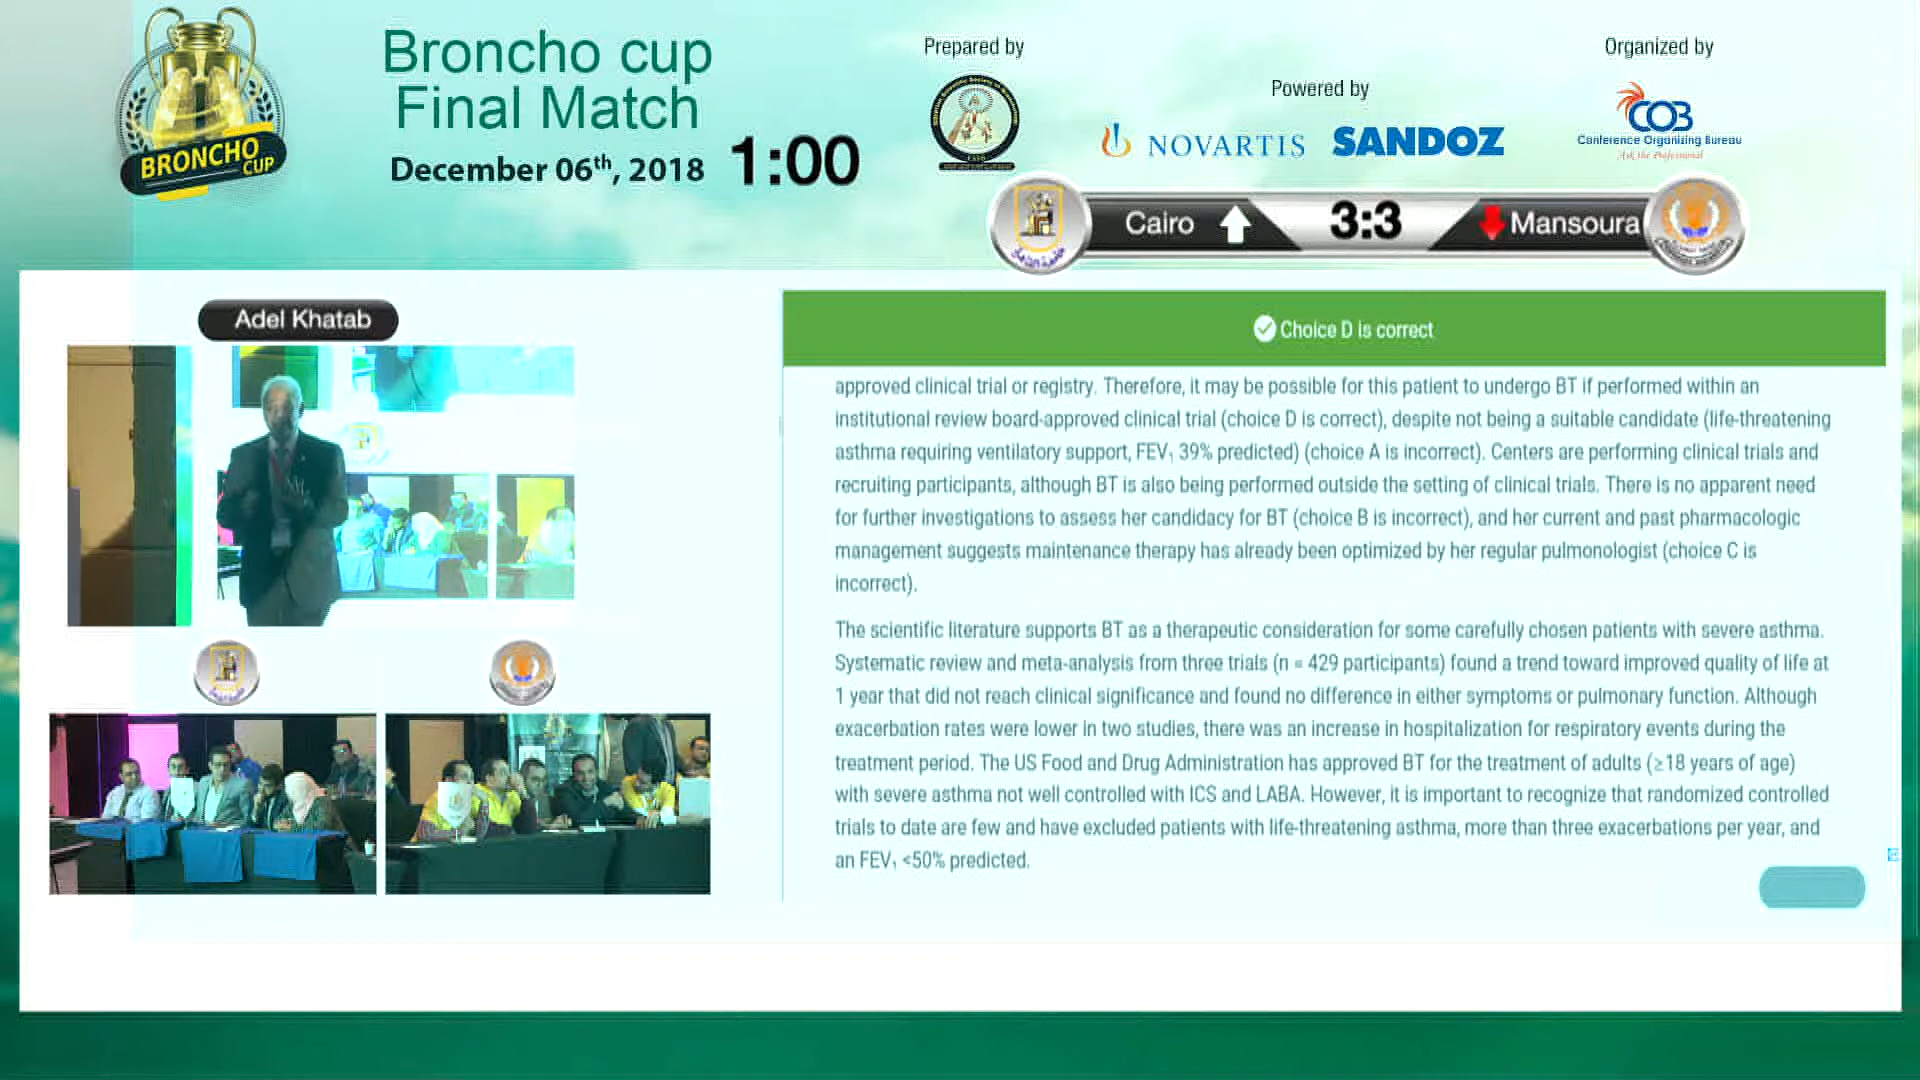 BRONCHO
CUP
Broncho cup
Final Match
December 06th, 2018
1:00
Prepared by
Powered by
NOVARTIS
SANDOZ
Organized by
COB
Conference Organizing Bureau
Ask the Professional
Cairo
3:3
Mansoura
Adel Khatab
Choice D is correct
approved clinical trial or registry. Therefore, it may be possible for this patient to undergo BT if performed within an
institutional review board-approved clinical trial (choice D is correct), despite not being a suitable candidate (life-threatening
asthma requiring ventilatory support, FEV₁ 39% predicted) (choice A is incorrect). Centers are performing clinical trials and
recruiting participants, although BT is also being performed outside the setting of clinical trials. There is no apparent need
for further investigations to assess her candidacy for BT (choice B is incorrect), and her current and past pharmacologic
management suggests maintenance therapy has already been optimized by her regular pulmonologist (choice C is
incorrect).
The scientific literature supports BT as a therapeutic consideration for some carefully chosen patients with severe asthma.
Systematic review and meta-analysis from three trials (n = 429 participants) found a trend toward improved quality of life at
1 year that did not reach clinical significance and found no difference in either symptoms or pulmonary function. Although
exacerbation rates were lower in two studies, there was an increase in hospitalization for respiratory events during the
treatment period. The US Food and Drug Administration has approved BT for the treatment of adults (≥18 years of age)
with severe asthma not well controlled with ICS and LABA. However, it is important to recognize that randomized controlled
trials to date are few and have excluded patients with life-threatening asthma, more than three exacerbations per year, and
an FEV₁ <50% predicted.